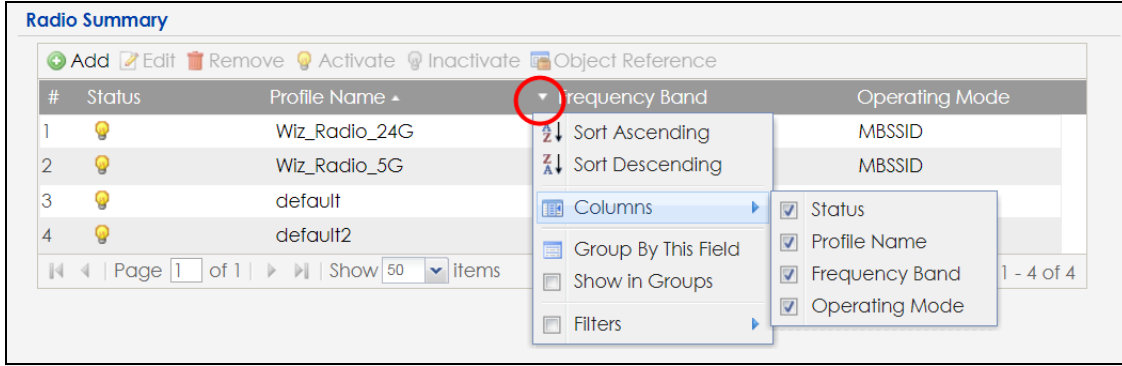 Radio Summary
Add Edit Remove Activate Inactivate Object Reference
# Status Profile Name Frequency Band Operating Mode
1 Wiz_Radio_24G MBSSID
2 Wiz_Radio_5G MBSSID
3 default
4 default2
Page 1 of 1 Show 50 items 1 - 4 of 4
Sort Ascending
Sort Descending
Columns
Group By This Field
Show in Groups
Filters
Status
Profile Name
Frequency Band
Operating Mode